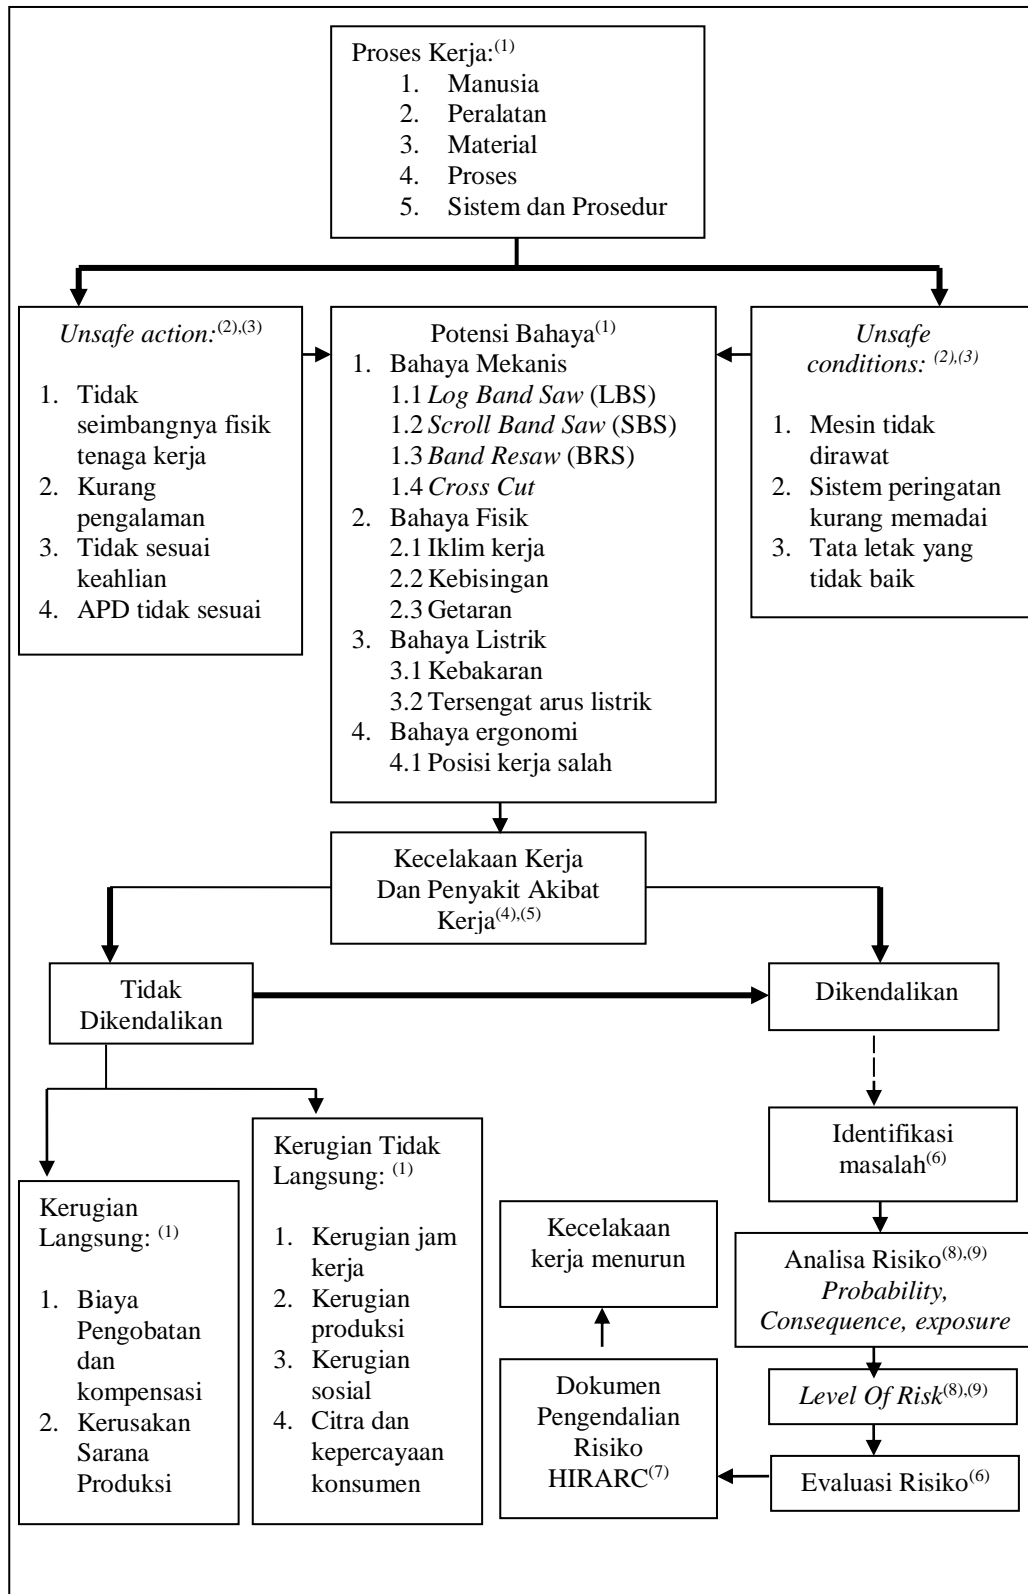 Proses Kerja:(1)
1. Manusia
2. Peralatan
3. Material
4. Proses
5. Sistem dan Prosedur
Unsafe action:(2),(3)
1. Tidak
seimbangnya fisik
tenaga kerja
2. Kurang
pengalaman
3. Tidak sesuai
keahlian
4. APD tidak sesuai
Potensi Bahaya(1)
1. Bahaya Mekanis
1.1 Log Band Saw (LBS)
1.2 Scroll Band Saw (SBS)
1.3 Band Resaw (BRS)
1.4 Cross Cut
2. Bahaya Fisik
2.1 Iklim kerja
2.2 Kebisingan
2.3 Getaran
3. Bahaya Listrik
3.1 Kebakaran
3.2 Tersengat arus listrik
4. Bahaya ergonomi
4.1 Posisi kerja salah
Unsafe
conditions: (2),(3)
1. Mesin tidak
dirawat
2. Sistem peringatan
kurang memadai
3. Tata letak yang
tidak baik
Kecelakaan Kerja
Dan Penyakit Akibat
Kerja(4),(5)
Tidak
Dikendalikan
Dikendalikan
Kerugian
Langsung: (1)
1. Biaya
Pengobatan
dan
kompensasi
2. Kerusakan
Sarana
Produksi
Kerugian Tidak
Langsung: (1)
1. Kerugian jam
kerja
2. Kerugian
produksi
3. Kerugian
sosial
4. Citra dan
kepercayaan
konsumen
Identifikasi
masalah(6)
Analisa Risiko(8),(9)
Probability,
Consequence, exposure
Level Of Risk(8),(9)
Evaluasi Risiko(6)
Dokumen
Pengendalian
Risiko
HIRARC(7)
Kecelakaan
kerja menurun